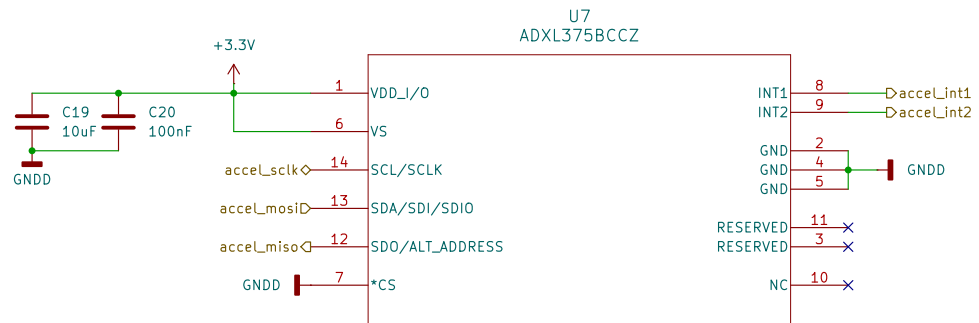 U7
ADXL375BCCZ
+3.3V
C19
10uF
C20
100nF
GNDD
1 VDD_I/O
6 VS
accel_sclk 14 SCL/SCLK
accel_mosi 13 SDA/SDI/SDIO
accel_miso 12 SDO/ALT_ADDRESS
GNDD 7 *CS
INT1 8 accel_int1
INT2 9 accel_int2
GND 2
GND 4 GNDD
GND 5
RESERVED 11
RESERVED 3
NC 10